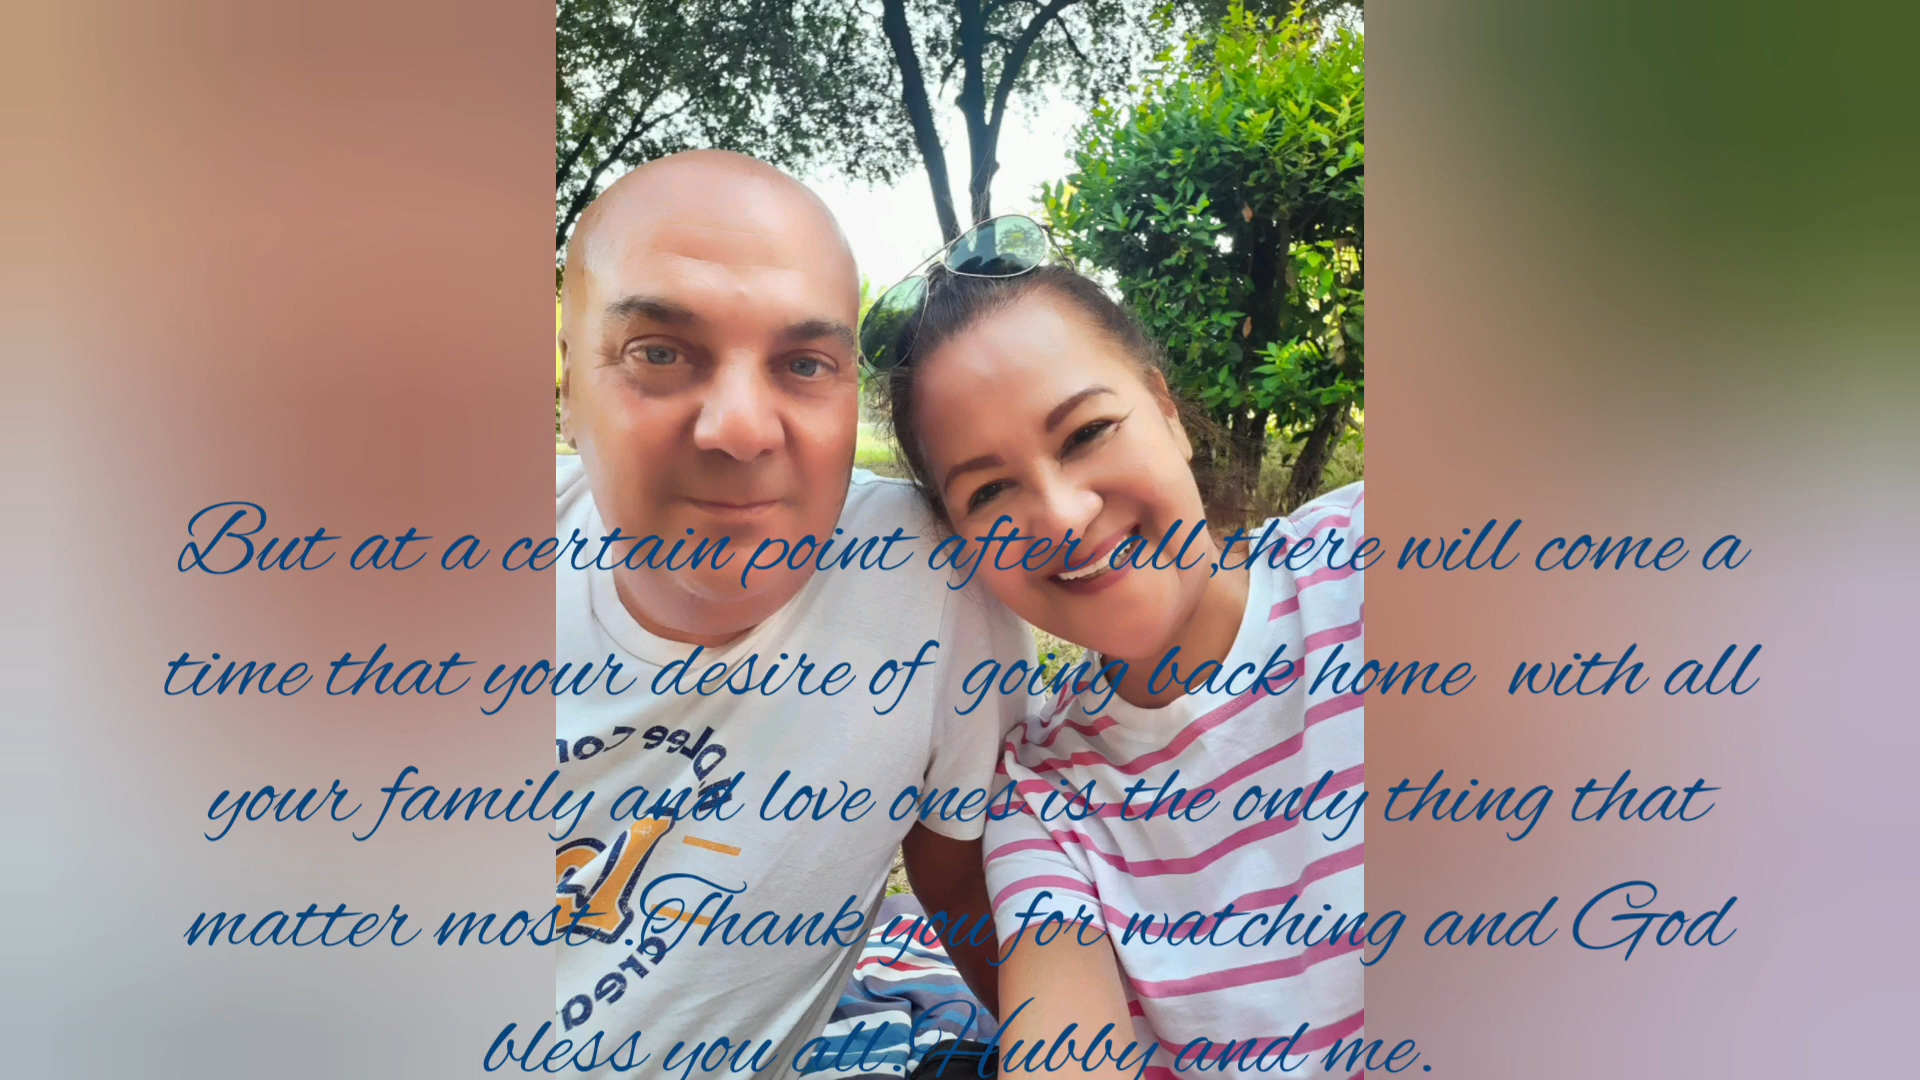 But at a certain point after all,there will come a
time that your desire of going back home with all
your family and love ones is the only thing that
matter most .Thank you for watching and God
bless you all.Hubby and me.